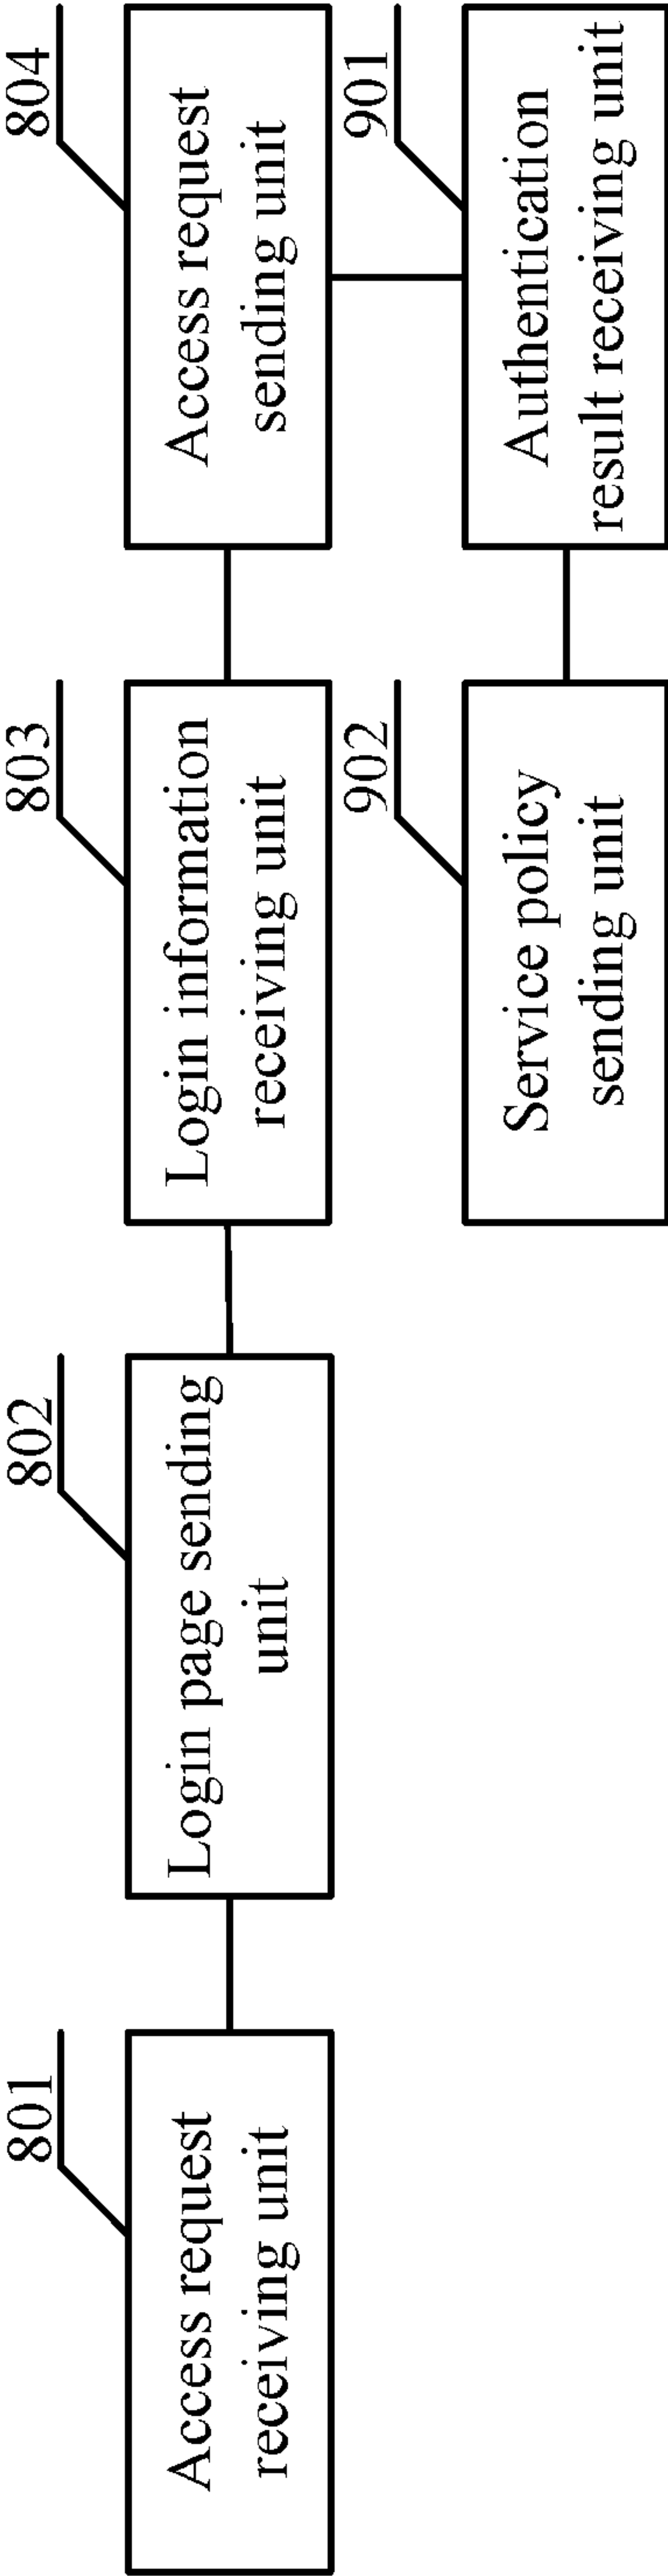 801
Access request
receiving unit
802
Login page sending
unit
803
Login information
receiving unit
804
Access request
sending unit
902
Service policy
sending unit
901
Authentication
result receiving unit